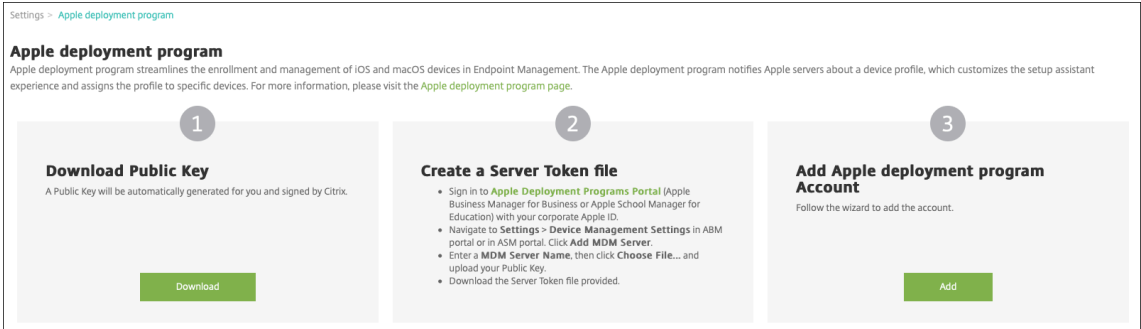 Settings > Apple deployment program
Apple deployment program
Apple deployment program streamlines the enrollment and management of iOS and macOS devices in Endpoint Management. The Apple deployment program notifies Apple servers about a device profile, which customizes the setup assistant
experience and assigns the profile to specific devices. For more information, please visit the Apple deployment program page.
1
Download Public Key
A Public Key will be automatically generated for you and signed by Citrix.
Download
2
Create a Server Token file
• Sign in to Apple Deployment Programs Portal (Apple
Business Manager for Business or Apple School Manager for
Education) with your corporate Apple ID.
• Navigate to Settings > Device Management Settings in ABM
portal or in ASM portal. Click Add MDM Server.
• Enter a MDM Server Name, then click Choose File... and
upload your Public Key.
• Download the Server Token file provided.
3
Add Apple deployment program
Account
Follow the wizard to add the account.
Add